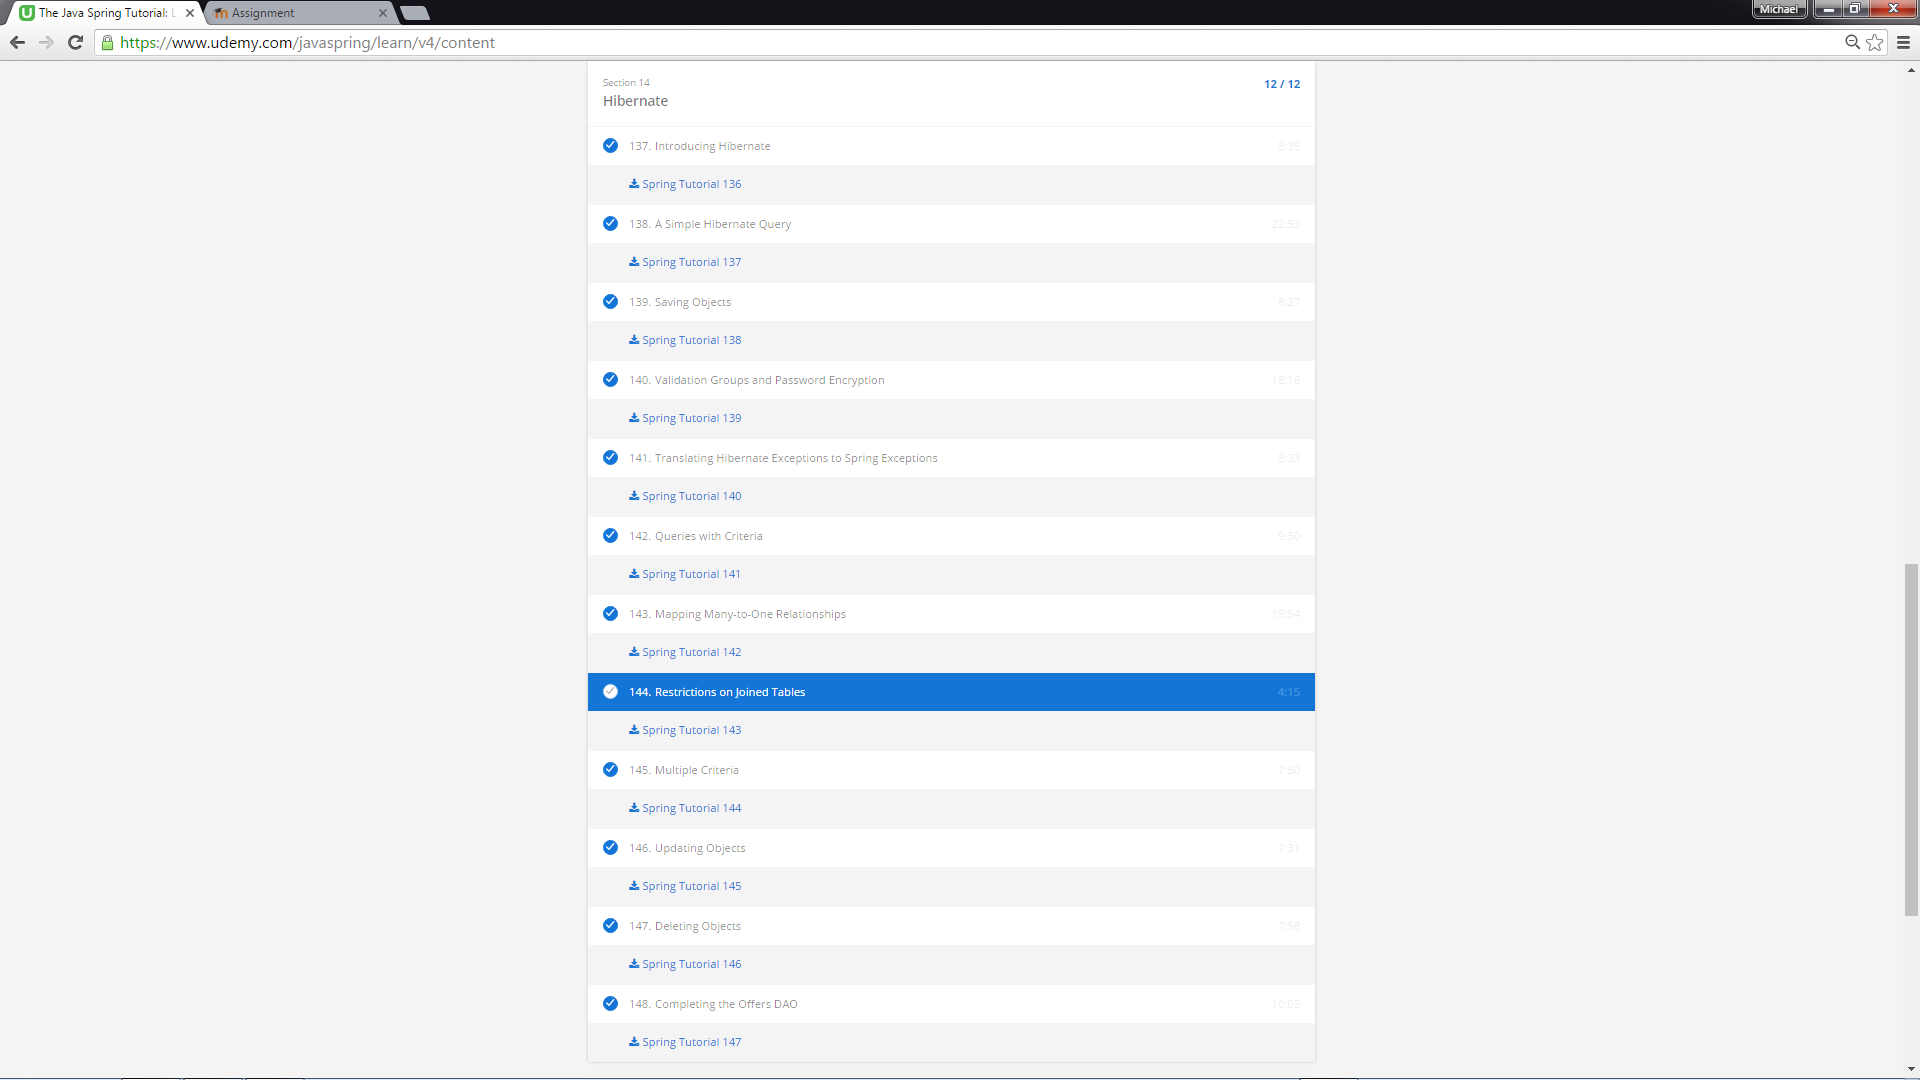 The Java Spring Tutorial: L
Assignment
Michael
https://www.udemy.com/javaspring/learn/v4/content
Section 14
12 / 12
Hibernate
137. Introducing Hibernate 5:35
Spring Tutorial 136
138. A Simple Hibernate Query 22:53
Spring Tutorial 137
139. Saving Objects 8:27
Spring Tutorial 138
140. Validation Groups and Password Encryption 18:16
Spring Tutorial 139
141. Translating Hibernate Exceptions to Spring Exceptions 5:33
Spring Tutorial 140
142. Queries with Criteria 9:50
Spring Tutorial 141
143. Mapping Many-to-One Relationships 15:54
Spring Tutorial 142
144. Restrictions on Joined Tables 4:15
Spring Tutorial 143
145. Multiple Criteria 7:50
Spring Tutorial 144
146. Updating Objects 7:31
Spring Tutorial 145
147. Deleting Objects 7:58
Spring Tutorial 146
148. Completing the Offers DAO 10:05
Spring Tutorial 147